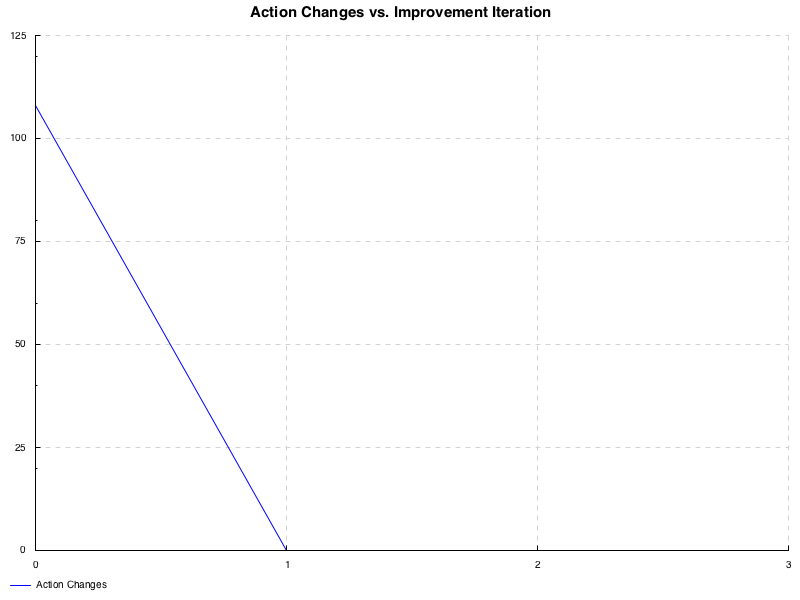 Action Changes vs. Improvement Iteration
125
100
75
50
25
0
0 1 2 3
Action Changes